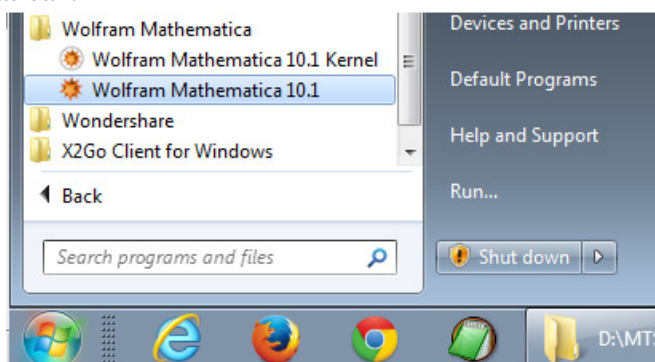 Wolfram Mathematica
Wolfram Mathematica 10.1 Kernel
Wolfram Mathematica 10.1
Wondershare
X2Go Client for Windows
Back
Search programs and files
Devices and Printers
Default Programs
Help and Support
Run...
Shut down
D:\MTS